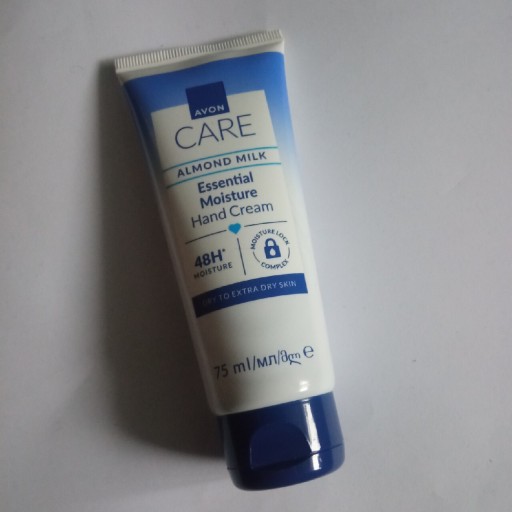 AVON
CARE
ALMOND MILK
Essential
Moisture
Hand Cream
48H*
MOISTURE
MOISTURE LOCK
COMPLEX
DRY TO EXTRA DRY SKIN
75 ml/мл/მლ e